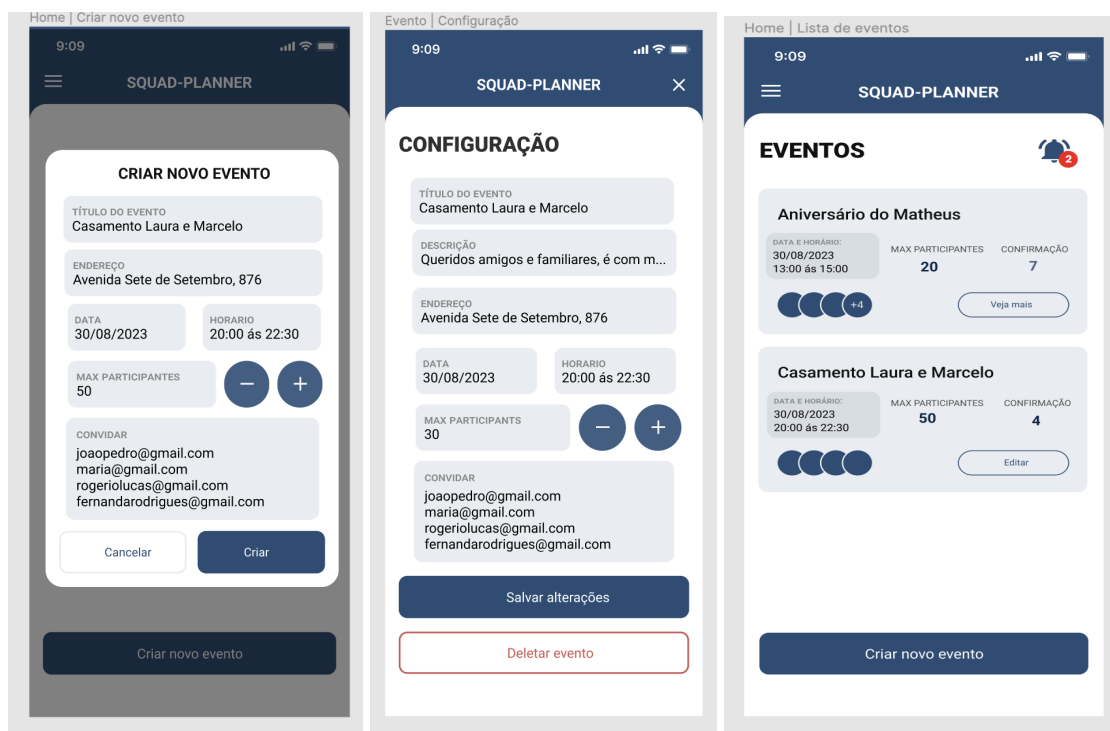 Home | Criar novo evento
9:09
SQUAD-PLANNER
CRIAR NOVO EVENTO
TÍTULO DO EVENTO
Casamento Laura e Marcelo
ENDEREÇO
Avenida Sete de Setembro, 876
DATA
30/08/2023
HORARIO
20:00 ás 22:30
MAX PARTICIPANTES
50
−
+
CONVIDAR
joaopedro@gmail.com
maria@gmail.com
rogeriolucas@gmail.com
fernandarodrigues@gmail.com
Cancelar
Criar
Criar novo evento
Evento | Configuração
9:09
SQUAD-PLANNER
CONFIGURAÇÃO
TÍTULO DO EVENTO
Casamento Laura e Marcelo
DESCRIÇÃO
Queridos amigos e familiares, é com m...
ENDEREÇO
Avenida Sete de Setembro, 876
DATA
30/08/2023
HORARIO
20:00 ás 22:30
MAX PARTICIPANTS
30
−
+
CONVIDAR
joaopedro@gmail.com
maria@gmail.com
rogeriolucas@gmail.com
fernandarodrigues@gmail.com
Salvar alterações
Deletar evento
Home | Lista de eventos
9:09
SQUAD-PLANNER
EVENTOS
2
Aniversário do Matheus
DATA E HORÁRIO:
30/08/2023
13:00 ás 15:00
MAX PARTICIPANTES
20
CONFIRMAÇÃO
7
+4
Veja mais
Casamento Laura e Marcelo
DATA E HORÁRIO:
30/08/2023
20:00 ás 22:30
MAX PARTICIPANTES
50
CONFIRMAÇÃO
4
Editar
Criar novo evento